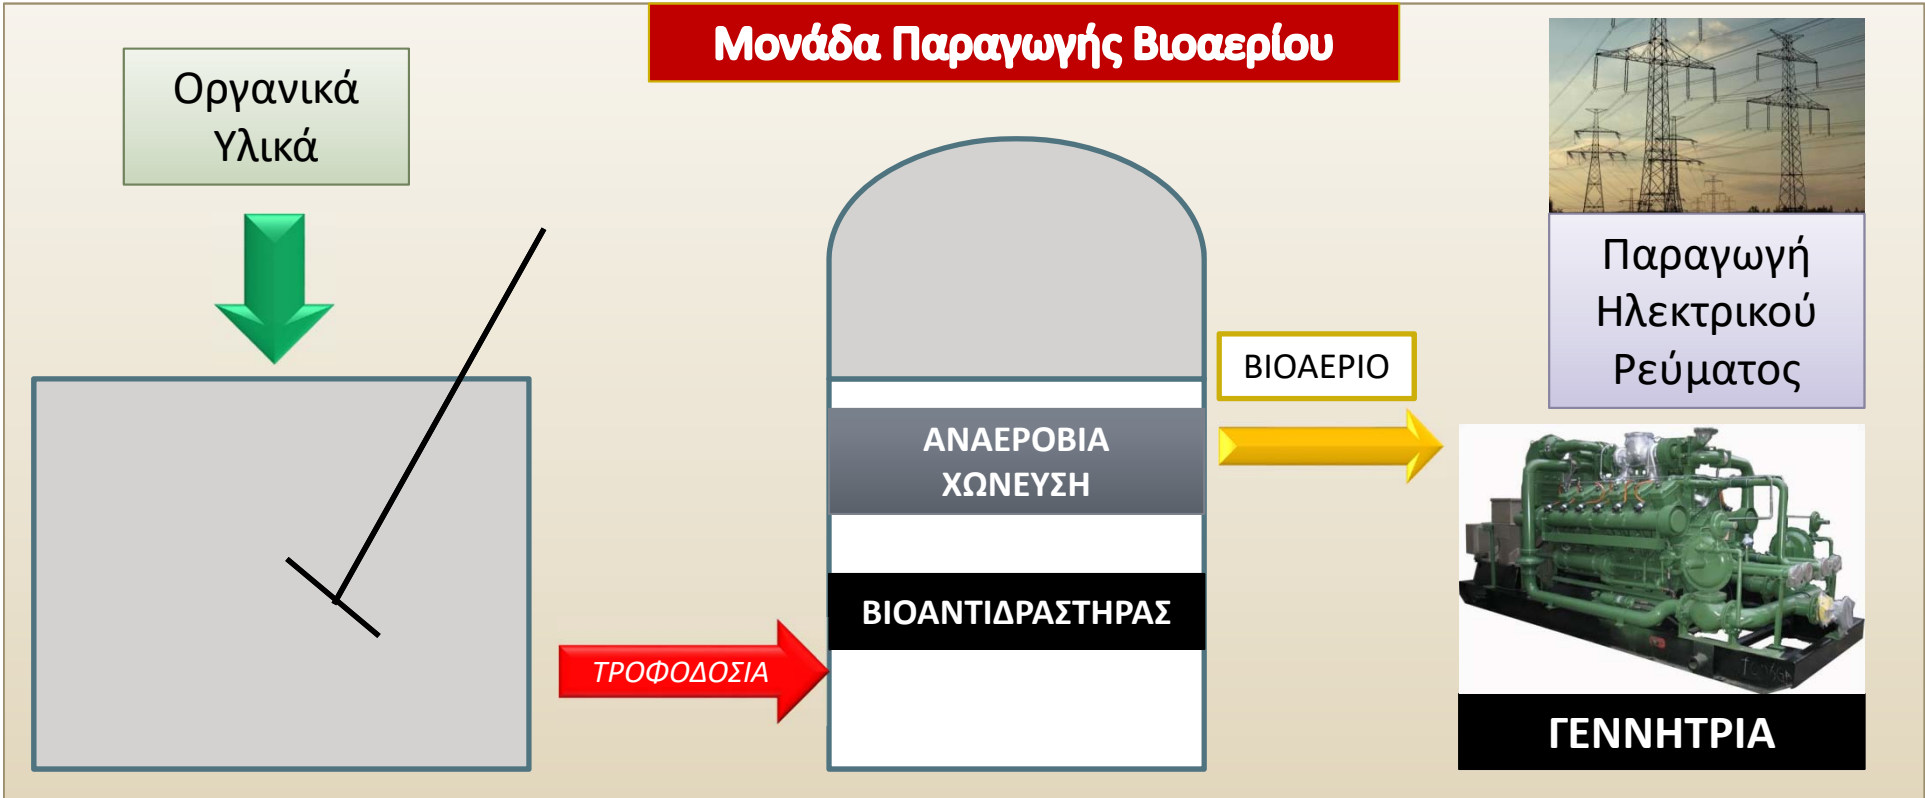 Μονάδα Παραγωγής Βιοαερίου
Οργανικά
Υλικά
ΤΡΟΦΟΔΟΣΙΑ
ΑΝΑΕΡΟΒΙΑ
ΧΩΝΕΥΣΗ
ΒΙΟΑΝΤΙΔΡΑΣΤΗΡΑΣ
ΒΙΟΑΕΡΙΟ
Παραγωγή
Ηλεκτρικού
Ρεύματος
ΓΕΝΝΗΤΡΙΑ